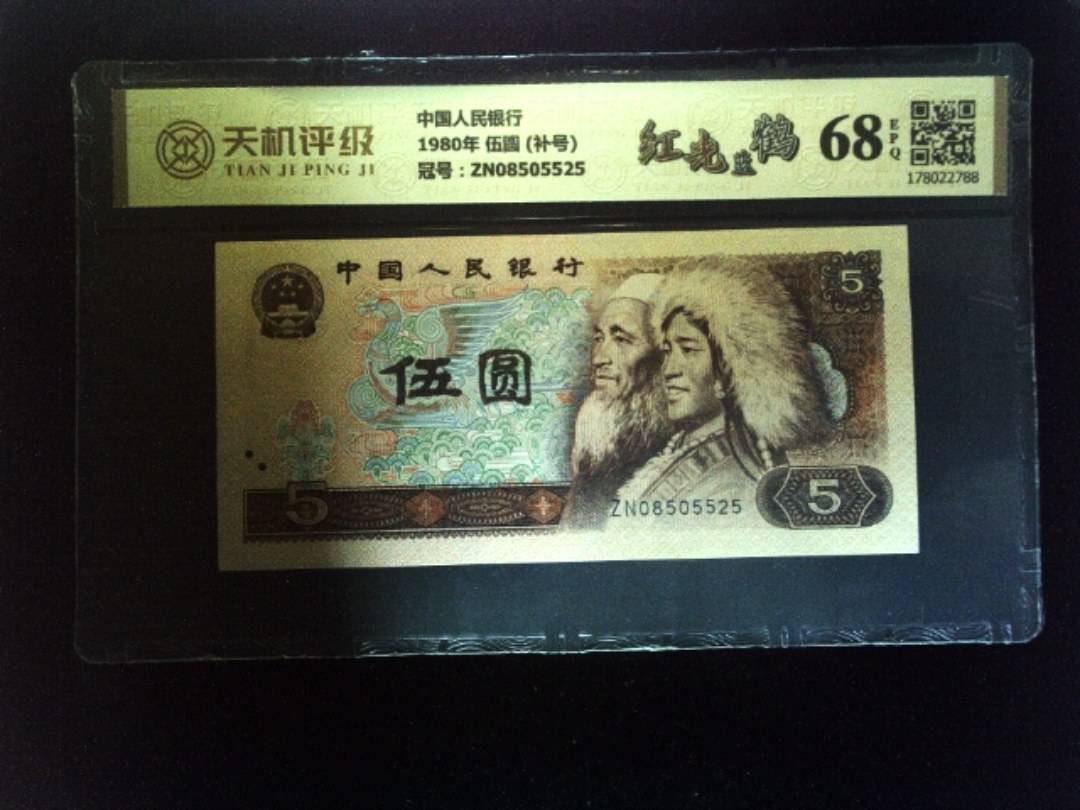 天机评级
TIAN JI PING JI
中国人民银行
1980年 伍圓 (补号)
冠号：ZN08505525
红光蓝鹤
68
EPQ
178022788
中国人民银行
5
伍圆
5
ZN08505525
5